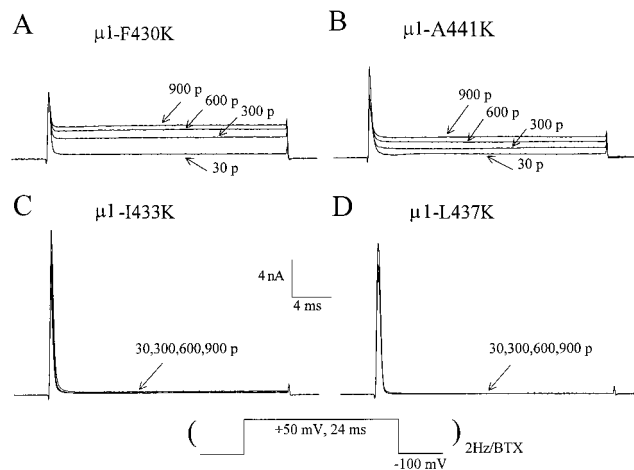 A
μ1-F430K
900 p
600 p
300 p
30 p
B
μ1-A441K
900 p
600 p
300 p
30 p
C
μ1-I433K
30,300,600,900 p
4 nA
4 ms
D
μ1-L437K
30,300,600,900 p
( +50 mV, 24 ms ) 2Hz/BTX
-100 mV